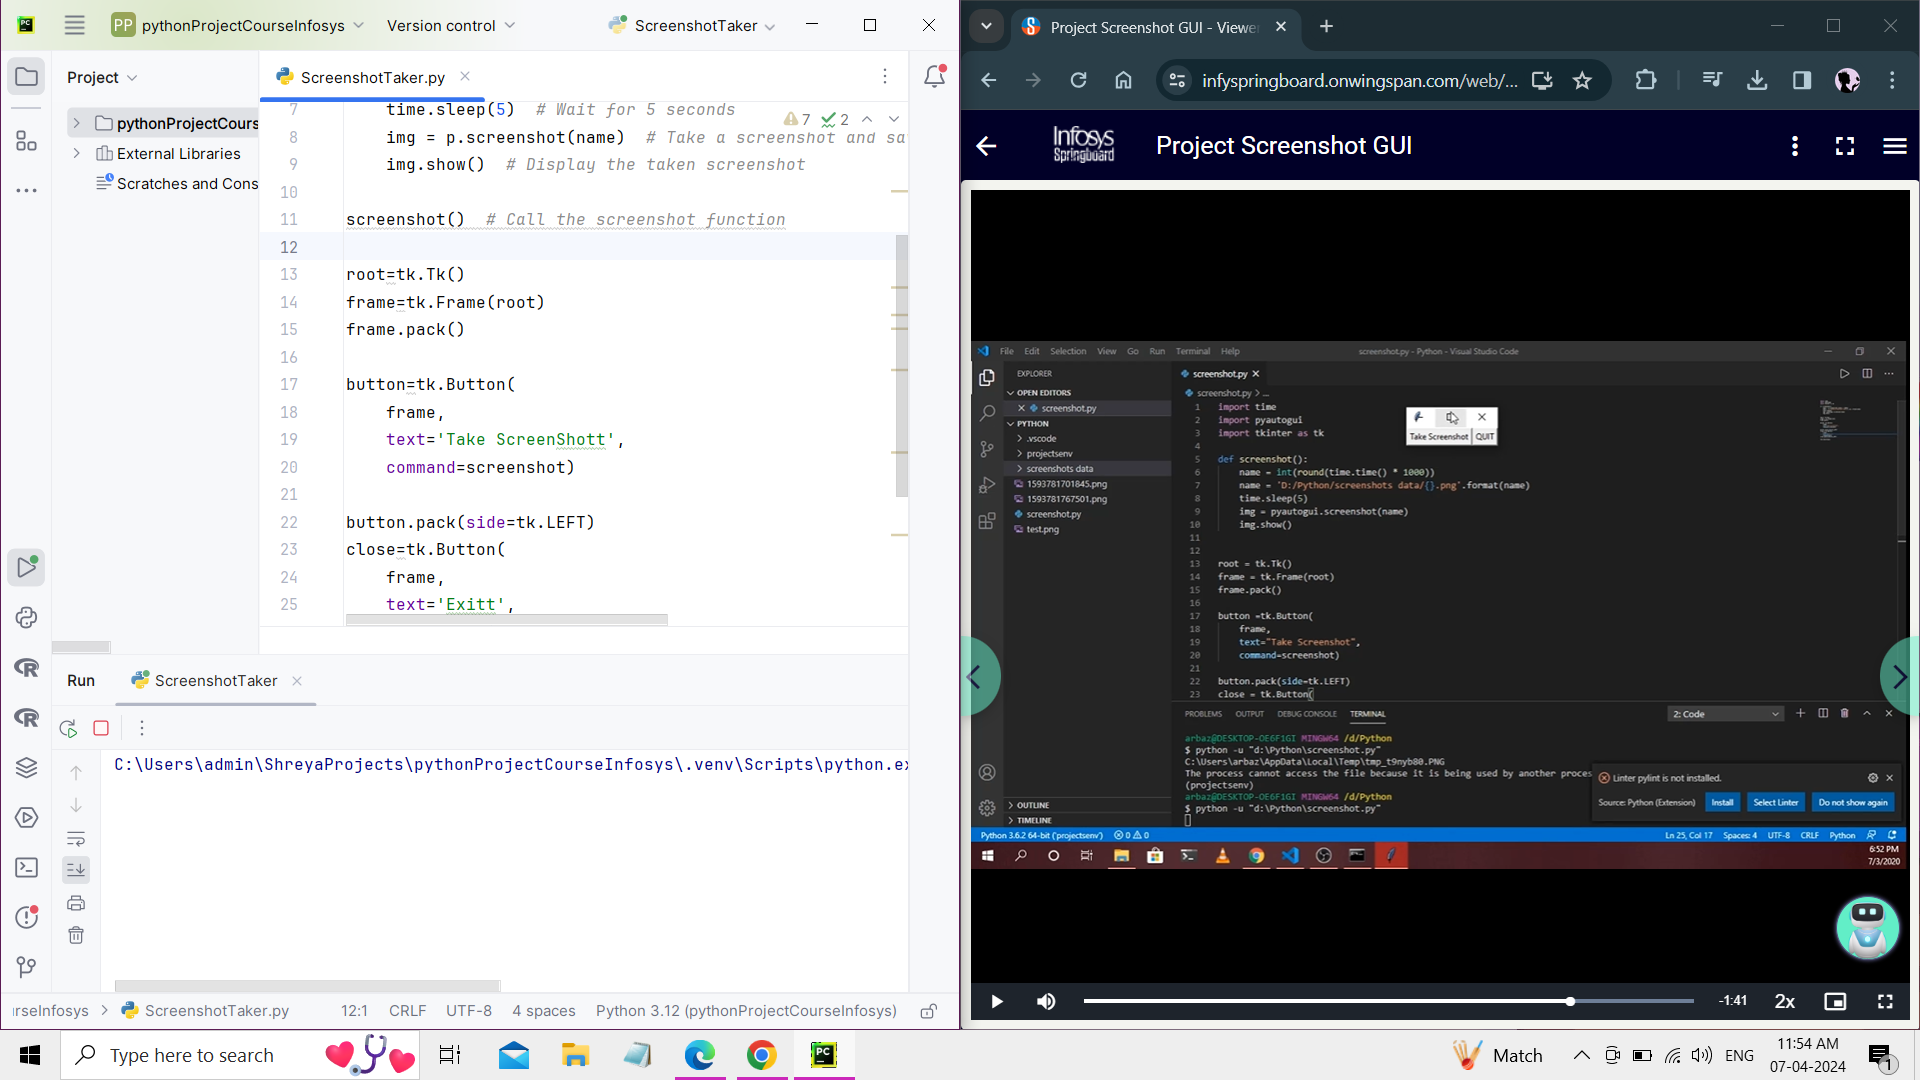 PP pythonProjectCourseInfosys Version control ScreenshotTaker
Project
ScreenshotTaker.py
pythonProjectCours
External Libraries
Scratches and Cons
7 time.sleep(5) # Wait for 5 seconds
7 2
8 img = p.screenshot(name) # Take a screenshot and sa
9 img.show() # Display the taken screenshot
10
11 screenshot() # Call the screenshot function
12
13 root=tk.Tk()
14 frame=tk.Frame(root)
15 frame.pack()
16
17 button=tk.Button(
18 frame,
19 text='Take ScreenShott',
20 command=screenshot)
21
22 button.pack(side=tk.LEFT)
23 close=tk.Button(
24 frame,
25 text='Exitt',
Run ScreenshotTaker
C:\Users\admin\ShreyaProjects\pythonProjectCourseInfosys\.venv\Scripts\python.ex
ırseInfosys ScreenshotTaker.py 12:1 CRLF UTF-8 4 spaces Python 3.12 (pythonProjectCourseInfosys)
Project Screenshot GUI - Viewe
infyspringboard.onwingspan.com/web/...
Infosys
Springboard
Project Screenshot GUI
File Edit Selection View Go Run Terminal Help screenshot.py - Python - Visual Studio Code
EXPLORER
OPEN EDITORS
screenshot.py
PYTHON
.vscode
projectsenv
screenshots data
1593781701845.png
1593781767501.png
screenshot.py
test.png
OUTLINE
TIMELINE
screenshot.py
screenshot.py > ...
1 import time
2 import pyautogui
3 import tkinter as tk
4
5 def screenshot():
6 name = int(round(time.time() * 1000))
7 name = 'D:/Python/screenshots data/{}.png'.format(name)
8 time.sleep(5)
9 img = pyautogui.screenshot(name)
10 img.show()
11
12
13 root = tk.Tk()
14 frame = tk.Frame(root)
15 frame.pack()
16
17 button =tk.Button(
18 frame,
19 text="Take Screenshot",
20 command=screenshot)
21
22 button.pack(side=tk.LEFT)
23 close = tk.Button(
Take Screenshot QUIT
PROBLEMS OUTPUT DEBUG CONSOLE TERMINAL 2: Code
arbaz@DESKTOP-OE6F1GI MINGW64 /d/Python
$ python -u "d:\Python\screenshot.py"
C:\Users\arbaz\AppData\Local\Temp\tmp_t9nyb80.PNG
The process cannot access the file because it is being used by another proces
(projectsenv)
arbaz@DESKTOP-OE6F1GI MINGW64 /d/Python
$ python -u "d:\Python\screenshot.py"
Linter pylint is not installed.
Source: Python (Extension) Install Select Linter Do not show again
Python 3.6.2 64-bit ('projectsenv') 0 0 Ln 25, Col 17 Spaces: 4 UTF-8 CRLF Python
6:52 PM
7/3/2020
-1:41 2x
Type here to search
Match
ENG
11:54 AM
07-04-2024
1